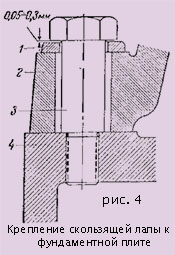 0,05-0,3мм
1
2
3
4
рис. 4
Крепление скользящей лапы к
фундаментной плите